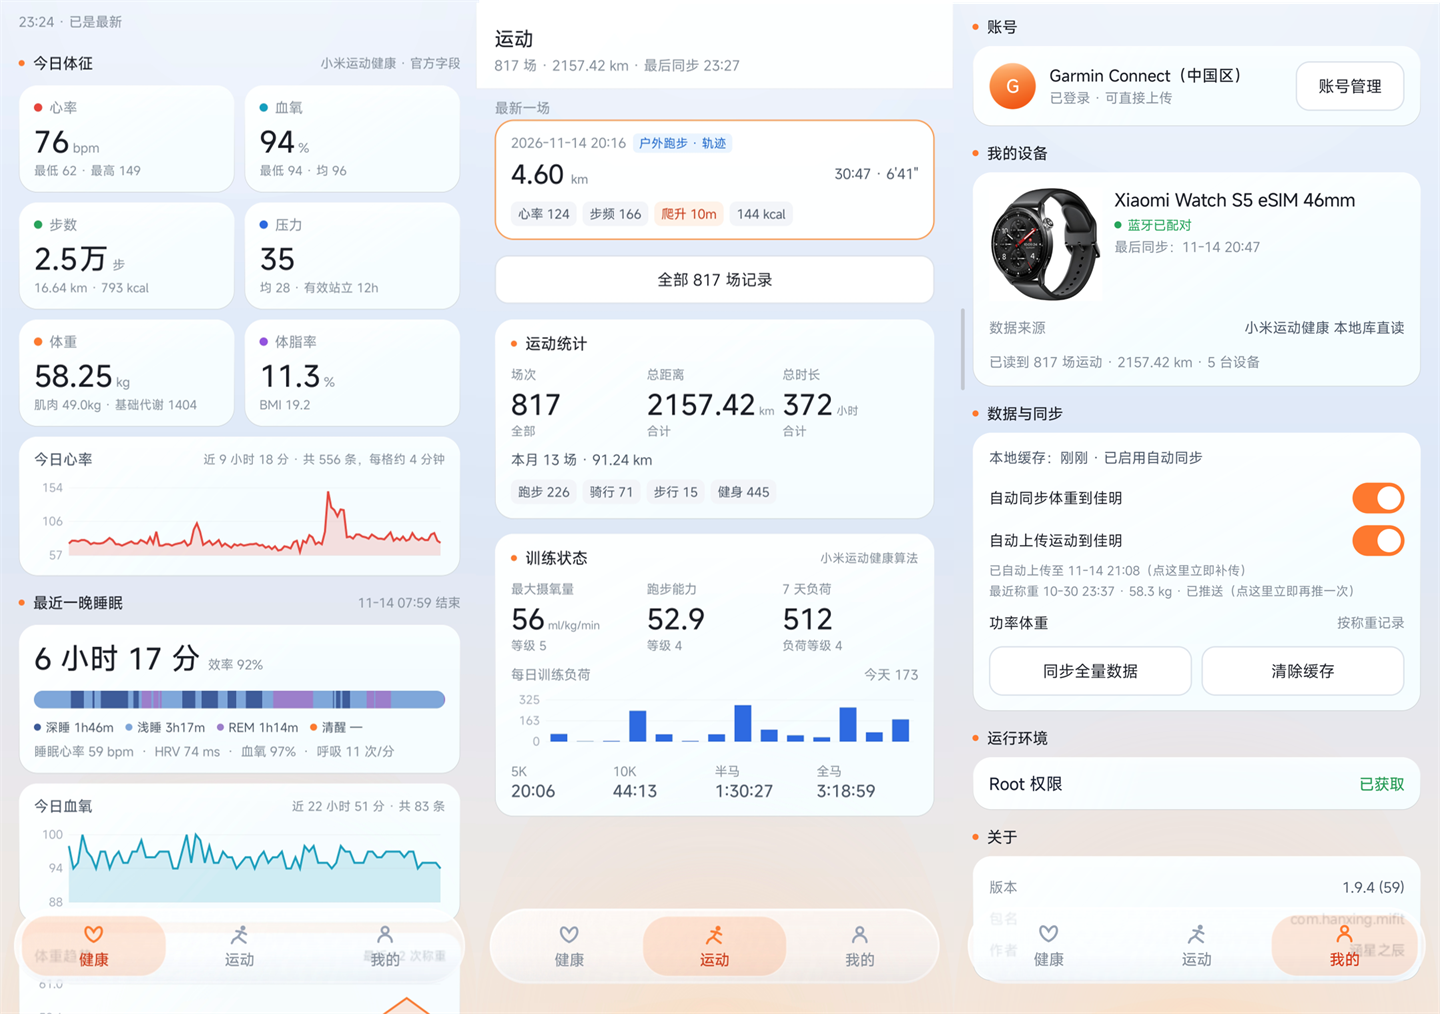 23:24 · 已是最新
今日体征
小米运动健康 · 官方字段
心率
76 bpm
最低 62 · 最高 149
血氧
94 %
最低 94 · 均 96
步数
2.5万 步
16.64 km · 793 kcal
压力
35
均 28 · 有效站立 12h
体重
58.25 kg
肌肉 49.0kg · 基础代谢 1404
体脂率
11.3 %
BMI 19.2
今日心率
近 9 小时 18 分 · 共 556 条，每格约 4 分钟
154
106
57
最近一晚睡眠
11-14 07:59 结束
6 小时 17 分 效率 92%
深睡 1h46m 浅睡 3h17m REM 1h14m 清醒 一
睡眠心率 59 bpm · HRV 74 ms · 血氧 97% · 呼吸 11 次/分
今日血氧
近 22 小时 51 分 · 共 83 条
100
94
88
健康
运动
我的
61.0
运动
817 场 · 2157.42 km · 最后同步 23:27
最新一场
2026-11-14 20:16 户外跑步 · 轨迹
4.60 km
30:47 · 6'41"
心率 124 步频 166 爬升 10m 144 kcal
全部 817 场记录
运动统计
场次 总距离 总时长
817 2157.42 km 372 小时
全部 合计 合计
本月 13 场 · 91.24 km
跑步 226 骑行 71 步行 15 健身 445
训练状态
小米运动健康算法
最大摄氧量 跑步能力 7 天负荷
56 ml/kg/min 52.9 512
等级 5 等级 4 负荷等级 4
每日训练负荷
今天 173
325
163
0
5K 10K 半马 全马
20:06 44:13 1:30:27 3:18:59
健康 运动 我的
账号
G
Garmin Connect（中国区）
已登录 · 可直接上传
账号管理
我的设备
Xiaomi Watch S5 eSIM 46mm
蓝牙已配对
最后同步：11-14 20:47
数据来源
小米运动健康 本地库直读
已读到 817 场运动 · 2157.42 km · 5 台设备
数据与同步
本地缓存：刚刚 · 已启用自动同步
自动同步体重到佳明
自动上传运动到佳明
已自动上传至 11-14 21:08（点这里立即补传）
最近称重 10-30 23:37 · 58.3 kg · 已推送（点这里立即再推一次）
功率体重
按称重记录
同步全量数据
清除缓存
运行环境
Root 权限
已获取
关于
版本
1.9.4 (59)
包名
com.hanxing.mifit
作者
涵星之辰
健康 运动 我的